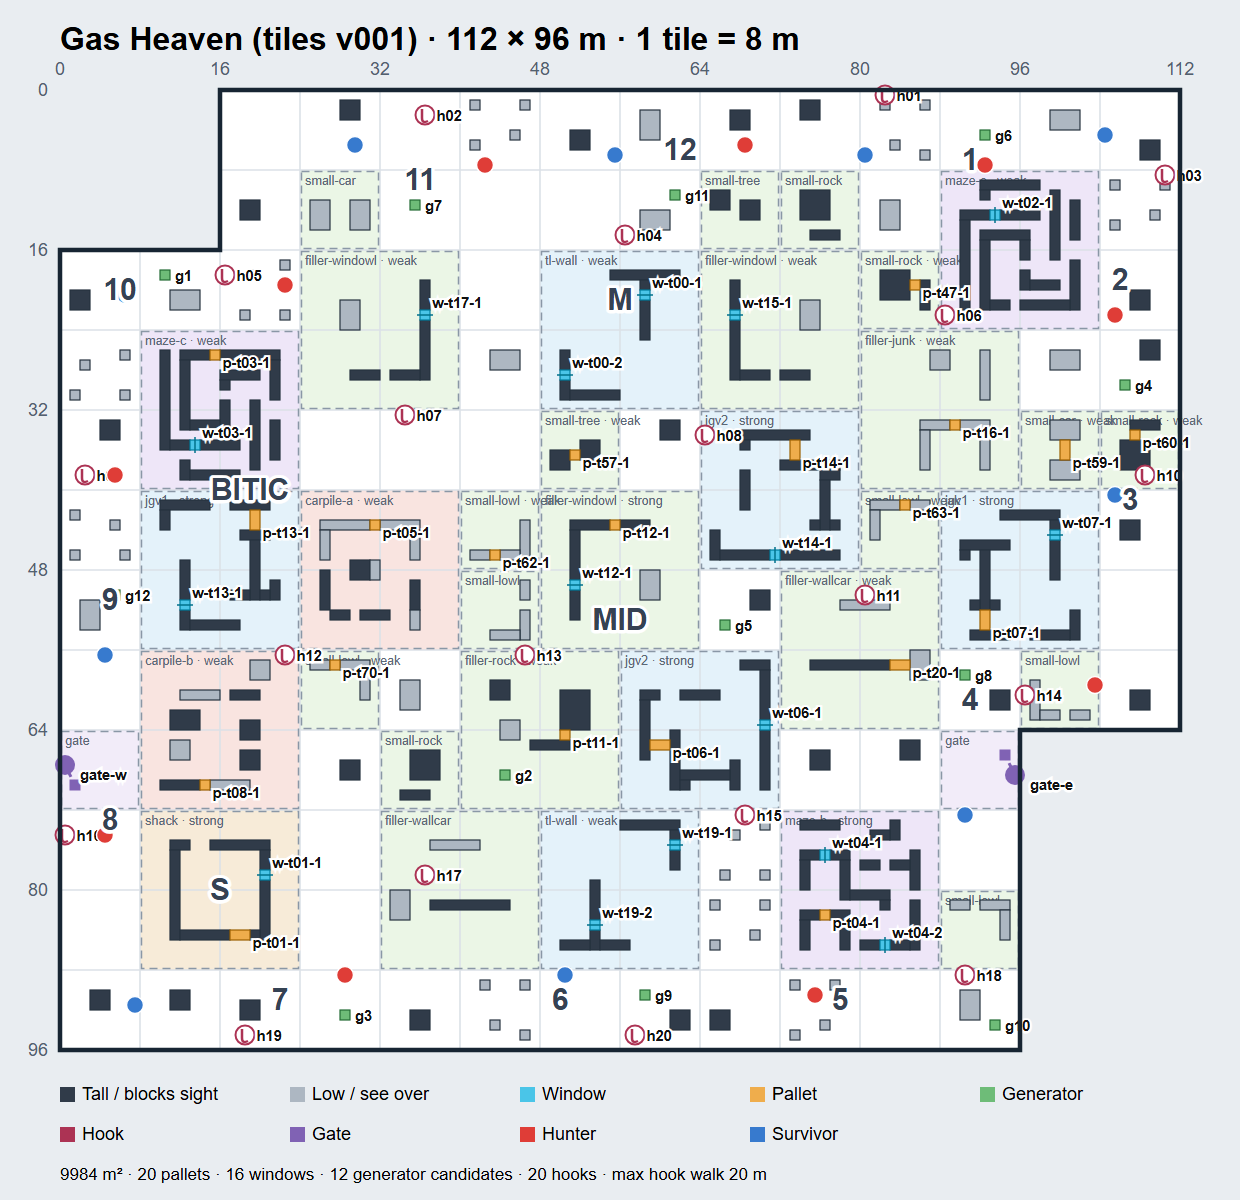 Gas Heaven (tiles v001) · 112 × 96 m · 1 tile = 8 m
0 16 32 48 64 80 96 112
0
h01
h02
g6
12
1
h03
11
small-car
small-tree
small-rock
g7
g11
w-t02-1
h04
16
filler-windowl · weak
tl-wall · weak
filler-windowl · weak
small-rock · weak
10
g1
h05
M
w-t00-1
2
p-t47-1
w-t17-1
w-t15-1
h06
maze-c · weak
filler-junk · weak
p-t03-1
w-t00-2
g4
32
h07
small-tree · weak
jgv2 · strong
w-t03-1
h08
p-t16-1
p-t60-1
p-t57-1
p-t14-1
p-t59-1
h10
BITIC
carpile-a · weak
filler-windowl · strong
3
p-t13-1
p-t05-1
p-t12-1
p-t63-1
w-t07-1
w-t14-1
p-t62-1
48
small-lowl
filler-wallcar · weak
9
g12
w-t13-1
w-t12-1
h11
MID
g5
p-t07-1
carpile-b · weak
h12
h13
jgv2 · strong
small-lowl
p-t70-1
p-t20-1
g8
4
h14
w-t06-1
64
gate
small-rock
p-t11-1
p-t06-1
gate
gate-w
g2
gate-e
p-t08-1
8
shack · strong
filler-wallcar
tl-wall · weak
h15
w-t19-1
w-t04-1
w-t01-1
S
h17
80
w-t19-2
p-t04-1
w-t04-2
p-t01-1
h18
7
6
g9
5
g3
g10
h19
h20
96
Tall / blocks sight
Low / see over
Window
Pallet
Generator
Hook
Gate
Hunter
Survivor
9984 m² · 20 pallets · 16 windows · 12 generator candidates · 20 hooks · max hook walk 20 m